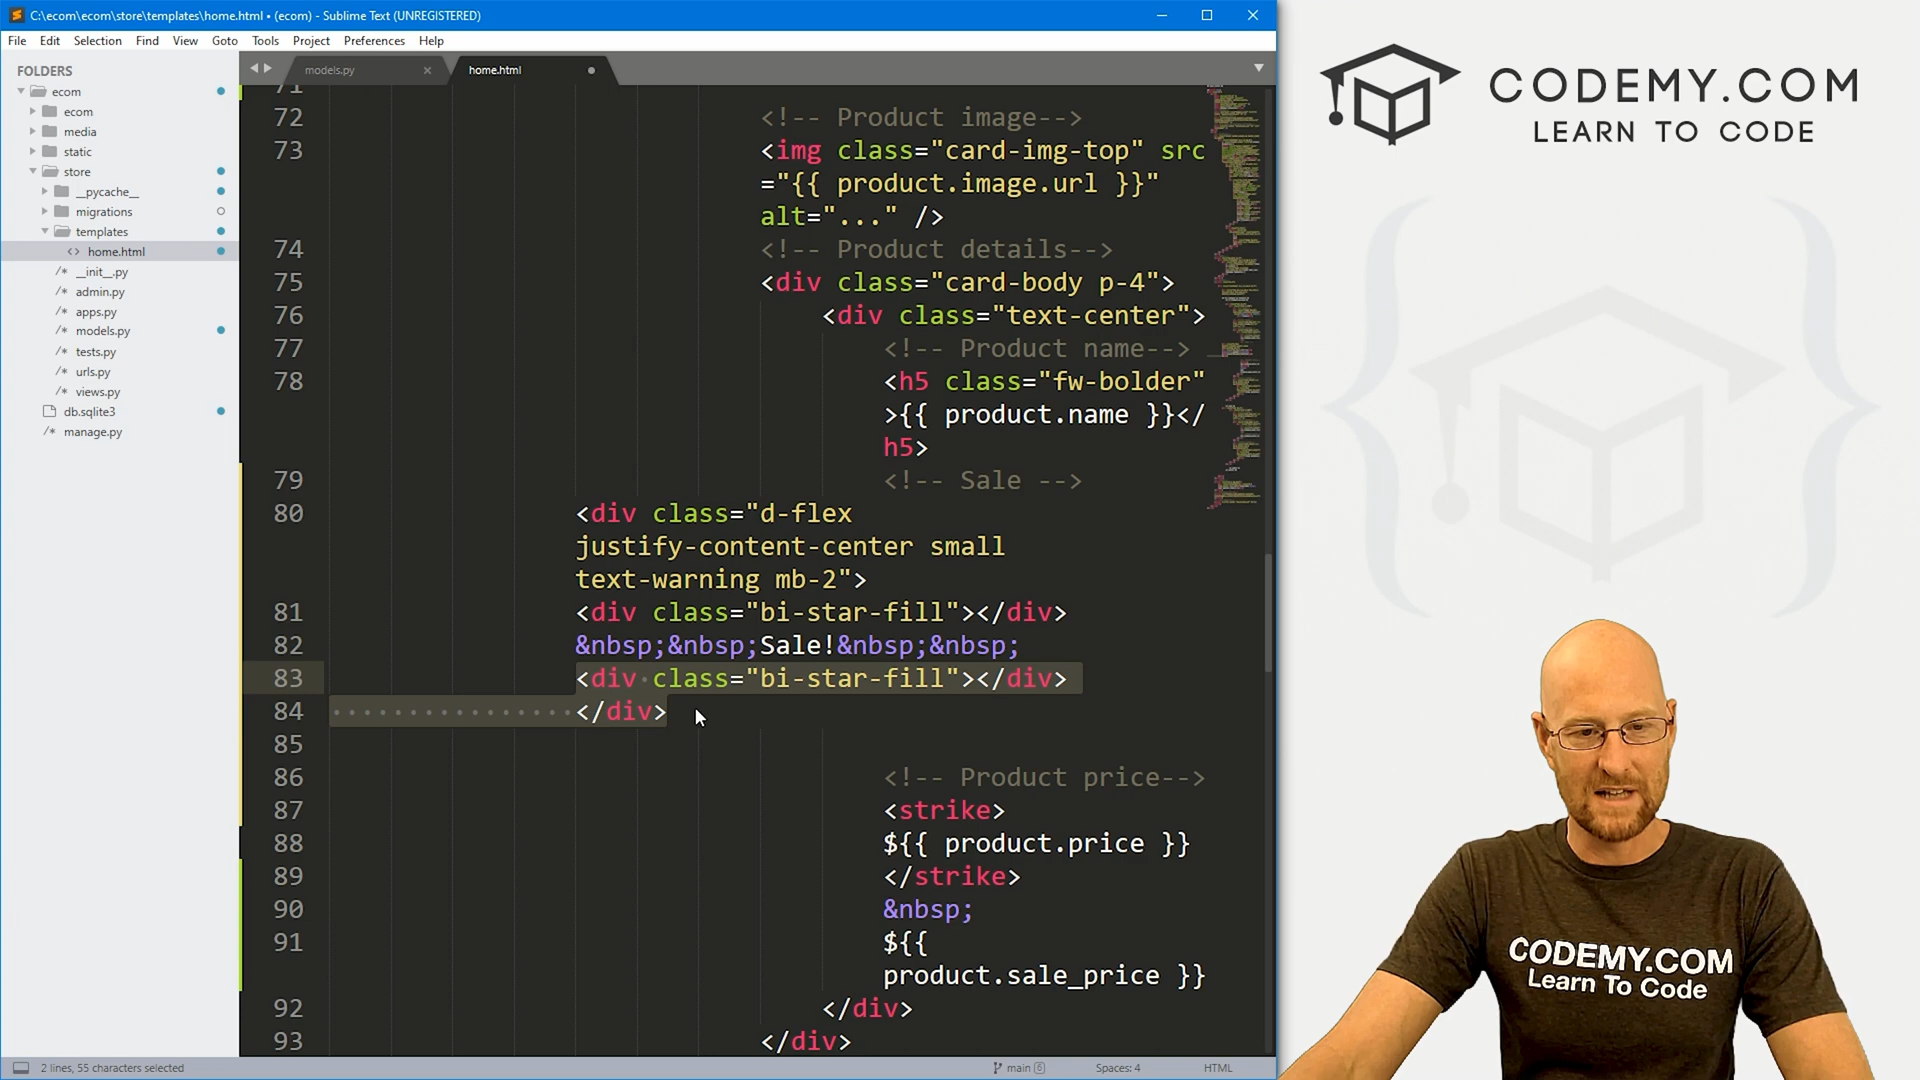 C:\ecom\ecom\store\templates\home.html • (ecom) - Sublime Text (UNREGISTERED)
File Edit Selection Find View Goto Tools Project Preferences Help
FOLDERS
ecom
ecom
media
static
store
__pycache__
migrations
templates
home.html
__init__.py
admin.py
apps.py
models.py
tests.py
urls.py
views.py
db.sqlite3
manage.py
models.py
home.html
71
72 <!-- Product image-->
73 <img class="card-img-top" src
="{{ product.image.url }}"
alt="..." />
74 <!-- Product details-->
75 <div class="card-body p-4">
76 <div class="text-center">
77 <!-- Product name-->
78 <h5 class="fw-bolder"
>{{ product.name }}</
h5>
79 <!-- Sale -->
80 <div class="d-flex
justify-content-center small
text-warning mb-2">
81 <div class="bi-star-fill"></div>
82 &nbsp;&nbsp;Sale!&nbsp;&nbsp;
83 <div class="bi-star-fill"></div>
84 </div>
85
86 <!-- Product price-->
87 <strike>
88 ${{ product.price }}
89 </strike>
90 &nbsp;
91 ${{
product.sale_price }}
92 </div>
93 </div>
2 lines, 55 characters selected
main 6
Spaces: 4
HTML
CODEMY.COM
LEARN TO CODE
CODEMY.COM
Learn To Code